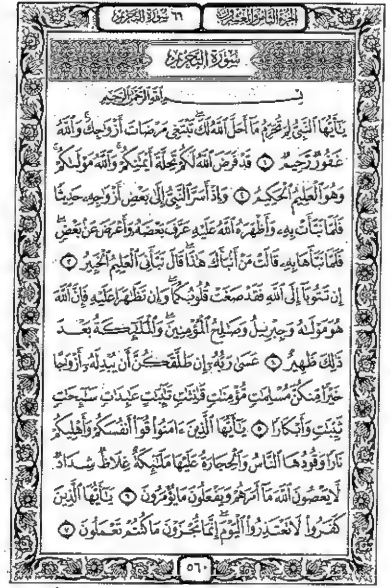 الجزء الثامن والعشرون ٦٦ سورة التحريم
سورة التحريم
بسم الله الرحمن الرحيم
يَـٰٓأَيُّهَا ٱلنَّبِىُّ لِمَ تُحَرِّمُ مَآ أَحَلَّ ٱللَّهُ لَكَ ۖ تَبْتَغِى مَرْضَاتَ أَزْوَٰجِكَ ۚ وَٱللَّهُ
غَفُورٌ رَّحِيمٌ ١ قَدْ فَرَضَ ٱللَّهُ لَكُمْ تَحِلَّةَ أَيْمَـٰنِكُمْ ۚ وَٱللَّهُ مَوْلَىٰكُمْ ۖ
وَهُوَ ٱلْعَلِيمُ ٱلْحَكِيمُ ٢ وَإِذْ أَسَرَّ ٱلنَّبِىُّ إِلَىٰ بَعْضِ أَزْوَٰجِهِۦ حَدِيثًا
فَلَمَّا نَبَّأَتْ بِهِۦ وَأَظْهَرَهُ ٱللَّهُ عَلَيْهِ عَرَّفَ بَعْضَهُۥ وَأَعْرَضَ عَنۢ بَعْضٍ ۖ
فَلَمَّا نَبَّأَهَا بِهِۦ قَالَتْ مَنْ أَنۢبَأَكَ هَـٰذَا ۖ قَالَ نَبَّأَنِىَ ٱلْعَلِيمُ ٱلْخَبِيرُ ٣
إِن تَتُوبَآ إِلَى ٱللَّهِ فَقَدْ صَغَتْ قُلُوبُكُمَا ۖ وَإِن تَظَـٰهَرَا عَلَيْهِ فَإِنَّ ٱللَّهَ
هُوَ مَوْلَىٰهُ وَجِبْرِيلُ وَصَـٰلِحُ ٱلْمُؤْمِنِينَ ۖ وَٱلْمَلَـٰٓئِكَةُ بَعْدَ
ذَٰلِكَ ظَهِيرٌ ٤ عَسَىٰ رَبُّهُۥٓ إِن طَلَّقَكُنَّ أَن يُبْدِلَهُۥٓ أَزْوَٰجًا
خَيْرًا مِّنكُنَّ مُسْلِمَـٰتٍ مُّؤْمِنَـٰتٍ قَـٰنِتَـٰتٍ تَـٰٓئِبَـٰتٍ عَـٰبِدَٰتٍ سَـٰٓئِحَـٰتٍ
ثَيِّبَـٰتٍ وَأَبْكَارًا ٥ يَـٰٓأَيُّهَا ٱلَّذِينَ ءَامَنُوا۟ قُوٓا۟ أَنفُسَكُمْ وَأَهْلِيكُمْ
نَارًا وَقُودُهَا ٱلنَّاسُ وَٱلْحِجَارَةُ عَلَيْهَا مَلَـٰٓئِكَةٌ غِلَاظٌ شِدَادٌ
لَّا يَعْصُونَ ٱللَّهَ مَآ أَمَرَهُمْ وَيَفْعَلُونَ مَا يُؤْمَرُونَ ٦ يَـٰٓأَيُّهَا ٱلَّذِينَ
كَفَرُوا۟ لَا تَعْتَذِرُوا۟ ٱلْيَوْمَ ۖ إِنَّمَا تُجْزَوْنَ مَا كُنتُمْ تَعْمَلُونَ ٧
٥٦٠